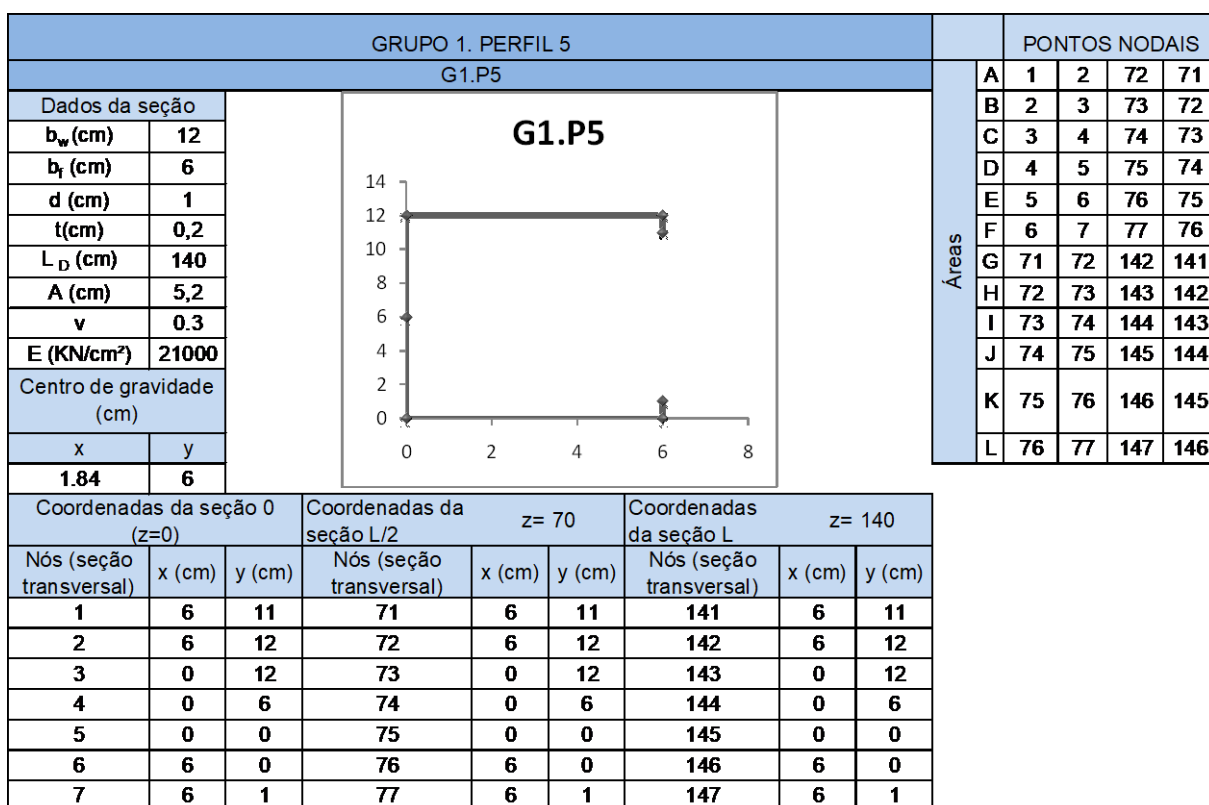 GRUPO 1. PERFIL 5
G1.P5
Dados da seção
b_w (cm) 12
b_f (cm) 6
d (cm) 1
t(cm) 0,2
L_D (cm) 140
A (cm) 5,2
v 0.3
E (KN/cm²) 21000
Centro de gravidade
(cm)
x y
1.84 6
G1.P5
14
12
10
8
6
4
2
0
0 2 4 6 8
PONTOS NODAIS
Áreas
A 1 2 72 71
B 2 3 73 72
C 3 4 74 73
D 4 5 75 74
E 5 6 76 75
F 6 7 77 76
G 71 72 142 141
H 72 73 143 142
I 73 74 144 143
J 74 75 145 144
K 75 76 146 145
L 76 77 147 146
Coordenadas da seção 0
(z=0)
Coordenadas da
seção L/2
z= 70
Coordenadas
da seção L
z= 140
Nós (seção
transversal)
x (cm) y (cm)
Nós (seção
transversal)
x (cm) y (cm)
Nós (seção
transversal)
x (cm) y (cm)
1 6 11 71 6 11 141 6 11
2 6 12 72 6 12 142 6 12
3 0 12 73 0 12 143 0 12
4 0 6 74 0 6 144 0 6
5 0 0 75 0 0 145 0 0
6 6 0 76 6 0 146 6 0
7 6 1 77 6 1 147 6 1